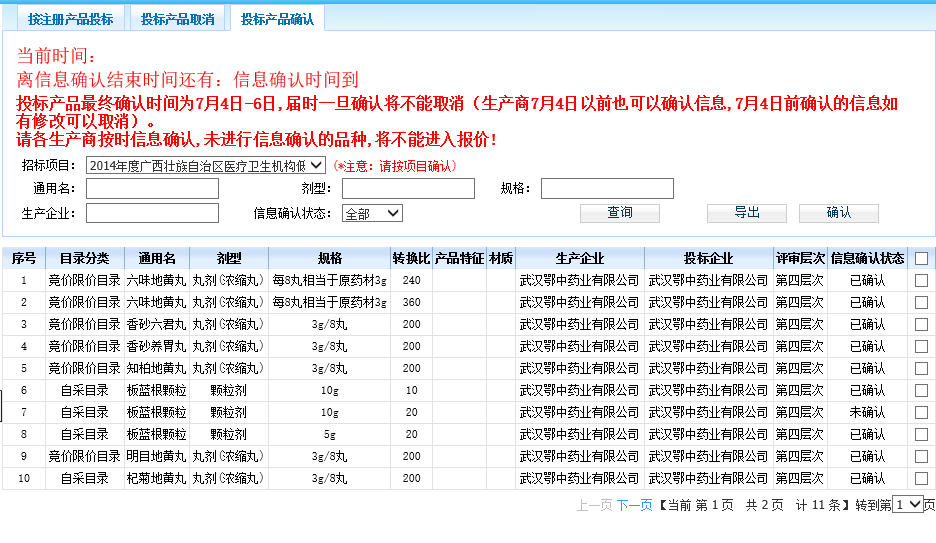 按注册产品投标 投标产品取消 投标产品确认
当前时间：
离信息确认结束时间还有：信息确认时间到
投标产品最终确认时间为7月4日-6日,届时一旦确认将不能取消（生产商7月4日以前也可以确认信息,7月4日前确认的信息如
有修改可以取消）。
请各生产商按时信息确认,未进行信息确认的品种,将不能进入报价！
招标项目： 2014年度广西壮族自治区医疗卫生机构低 (*注意：请按项目确认)
通用名： 剂型： 规格：
生产企业： 信息确认状态： 全部 查询 导出 确认
序号 目录分类 通用名 剂型 规格 转换比 产品特征 材质 生产企业 投标企业 评审层次 信息确认状态
1 竞价限价目录 六味地黄丸 丸剂(浓缩丸) 每8丸相当于原药材3g 240 武汉鄂中药业有限公司 武汉鄂中药业有限公司 第四层次 已确认
2 竞价限价目录 六味地黄丸 丸剂(浓缩丸) 每8丸相当于原药材3g 360 武汉鄂中药业有限公司 武汉鄂中药业有限公司 第四层次 已确认
3 竞价限价目录 香砂六君丸 丸剂(浓缩丸) 3g/8丸 200 武汉鄂中药业有限公司 武汉鄂中药业有限公司 第四层次 已确认
4 竞价限价目录 香砂养胃丸 丸剂(浓缩丸) 3g/8丸 200 武汉鄂中药业有限公司 武汉鄂中药业有限公司 第四层次 已确认
5 竞价限价目录 知柏地黄丸 丸剂(浓缩丸) 3g/8丸 200 武汉鄂中药业有限公司 武汉鄂中药业有限公司 第四层次 已确认
6 自采目录 板蓝根颗粒 颗粒剂 10g 10 武汉鄂中药业有限公司 武汉鄂中药业有限公司 第四层次 已确认
7 自采目录 板蓝根颗粒 颗粒剂 10g 20 武汉鄂中药业有限公司 武汉鄂中药业有限公司 第四层次 未确认
8 自采目录 板蓝根颗粒 颗粒剂 5g 20 武汉鄂中药业有限公司 武汉鄂中药业有限公司 第四层次 已确认
9 竞价限价目录 明目地黄丸 丸剂(浓缩丸) 3g/8丸 200 武汉鄂中药业有限公司 武汉鄂中药业有限公司 第四层次 已确认
10 自采目录 杞菊地黄丸 丸剂(浓缩丸) 3g/8丸 200 武汉鄂中药业有限公司 武汉鄂中药业有限公司 第四层次 已确认
上一页 下一页 【当前 第 1 页 共 2 页 计 11 条】 转到第 1 页